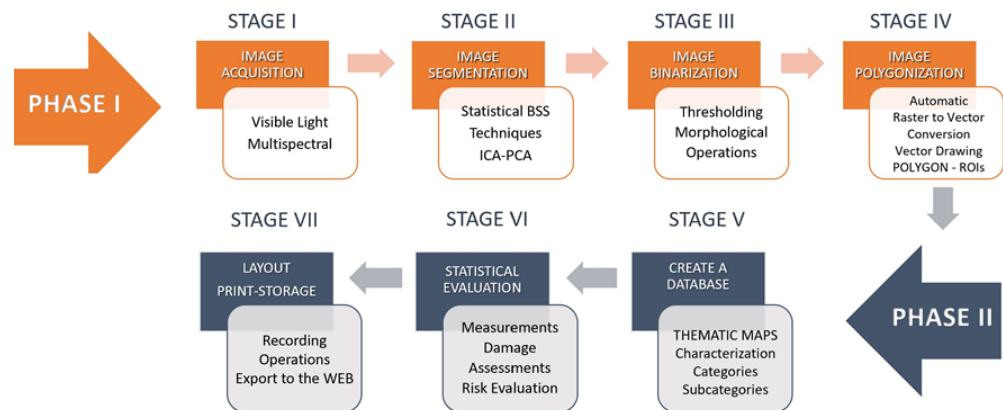 PHASE I
STAGE I
IMAGE
ACQUISITION
Visible Light
Multispectral
STAGE II
IMAGE
SEGMENTATION
Statistical BSS
Techniques
ICA-PCA
STAGE III
IMAGE
BINARIZATION
Thresholding
Morphological
Operations
STAGE IV
IMAGE
POLYGONIZATION
Automatic
Raster to Vector
Conversion
Vector Drawing
POLYGON - ROIs
PHASE II
STAGE V
CREATE A
DATABASE
THEMATIC MAPS
Characterization
Categories
Subcategories
STAGE VI
STATISTICAL
EVALUATION
Measurements
Damage
Assessments
Risk Evaluation
STAGE VII
LAYOUT
PRINT-STORAGE
Recording
Operations
Export to the WEB